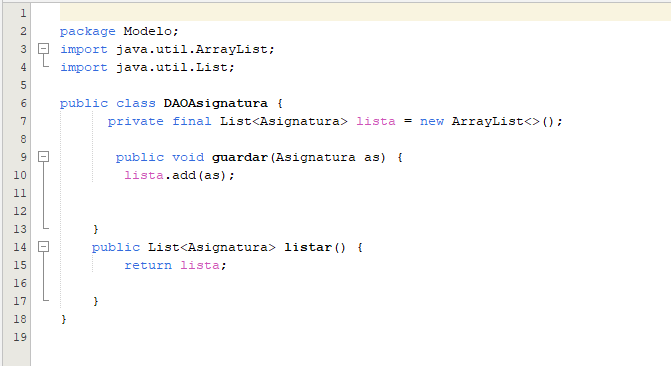 1
2 package Modelo;
3 import java.util.ArrayList;
4 import java.util.List;
5
6 public class DAOAsignatura {
7 private final List<Asignatura> lista = new ArrayList<>();
8
9 public void guardar(Asignatura as) {
10 lista.add(as);
11
12
13 }
14 public List<Asignatura> listar() {
15 return lista;
16
17 }
18 }
19